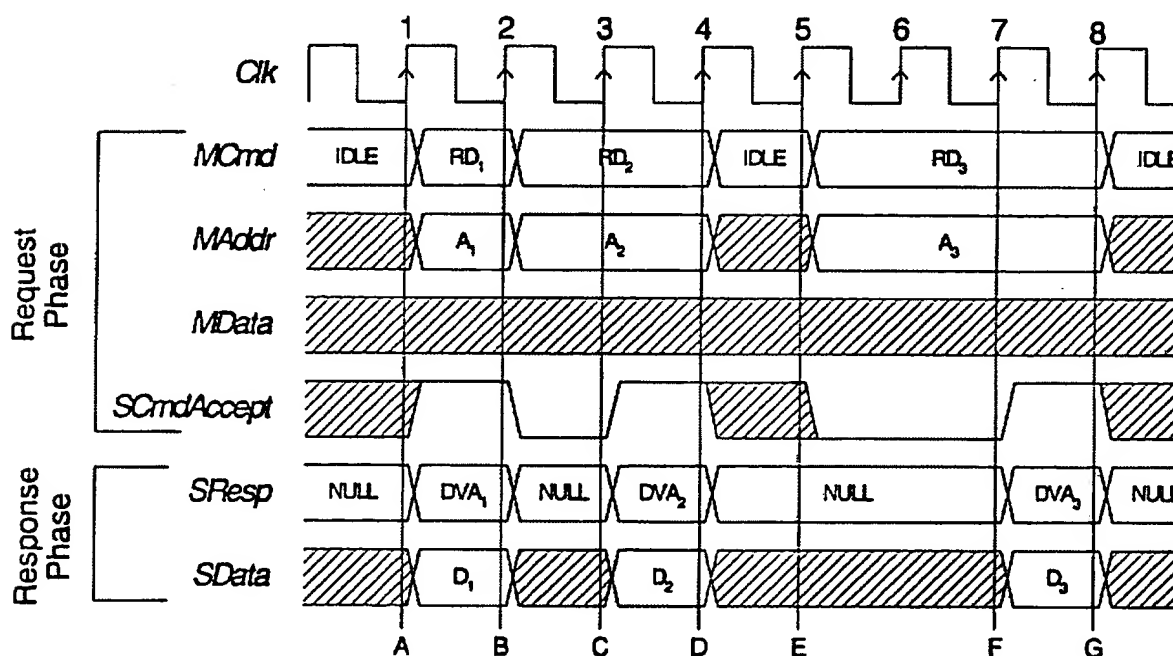 1 2 3 4 5 6 7 8
Clk
Request Phase
MCmd IDLE RD₁ RD₂ IDLE RD₃ IDLE
MAddr A₁ A₂ A₃
MData
SCmdAccept
Response Phase
SResp NULL DVA₁ NULL DVA₂ NULL DVA₃ NULL
SData D₁ D₂ D₃
A B C D E F G